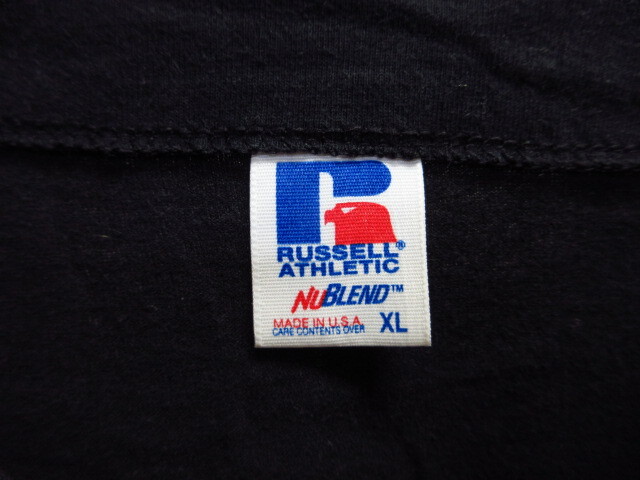 R
RUSSELL®
ATHLETIC
NUBLEND™
MADE IN U.S.A.
CARE CONTENTS OVER XL